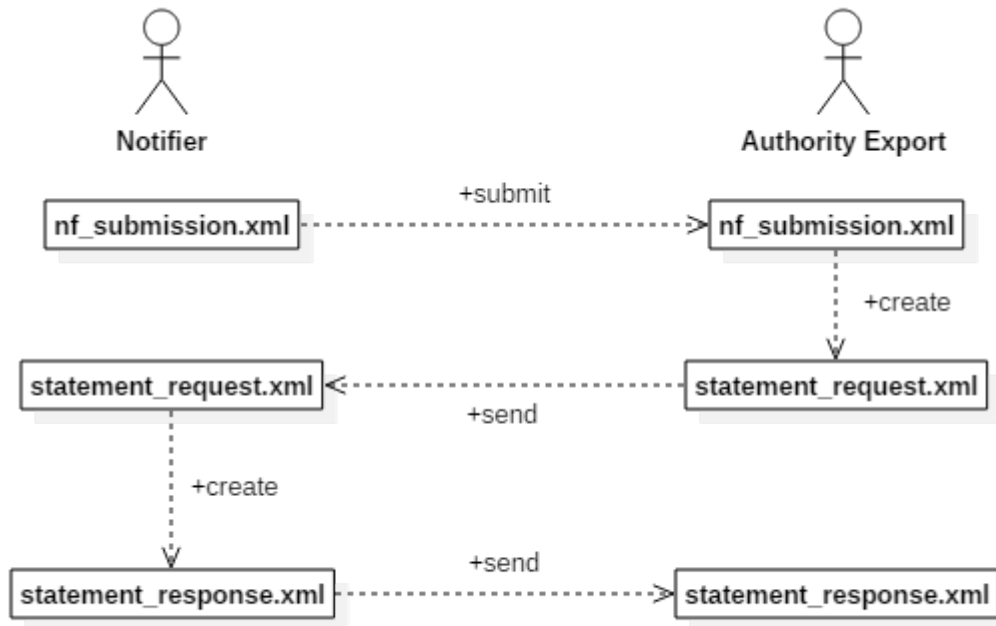 Notifier
Authority Export
+submit
nf_submission.xml
nf_submission.xml
+create
statement_request.xml
statement_request.xml
+send
+create
+send
statement_response.xml
statement_response.xml